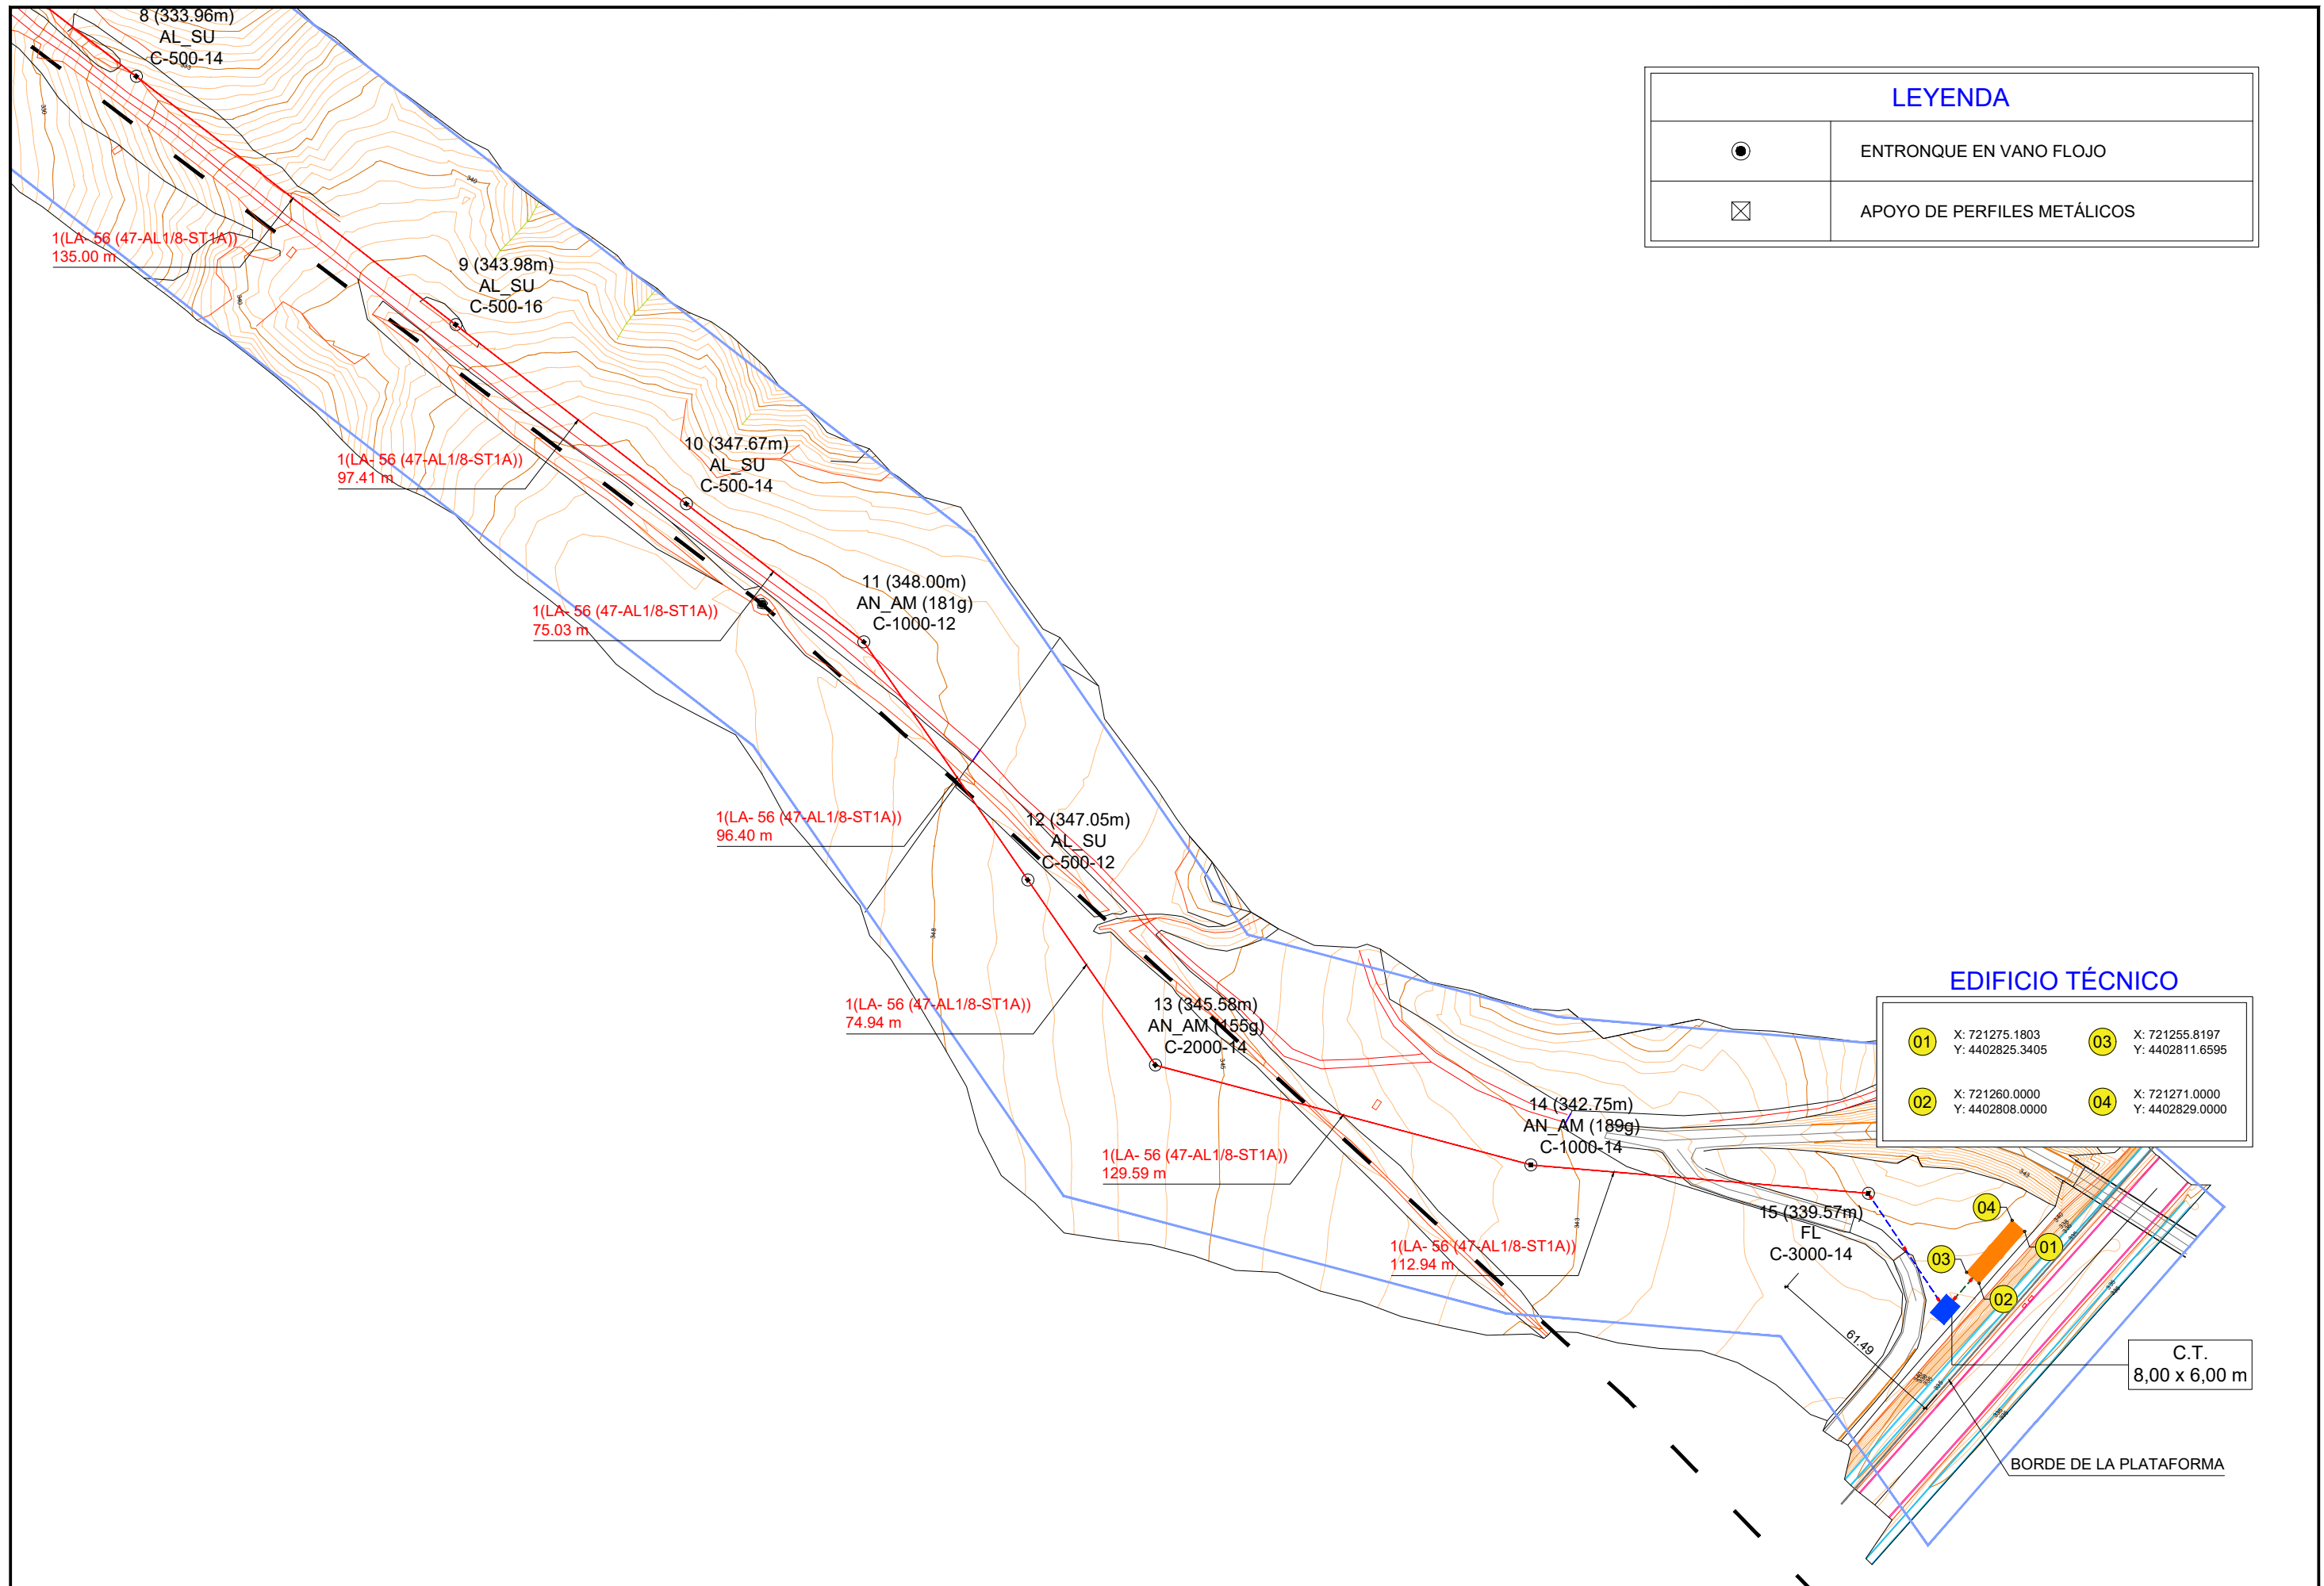 8 (333.96m)
AL_SU
C-500-14
LEYENDA
ENTRONQUE EN VANO FLOJO
APOYO DE PERFILES METÁLICOS
1(LA- 56 (47-AL1/8-ST1A))
135.00 m
340
340
9 (343.98m)
AL_SU
C-500-16
1(LA- 56 (47-AL1/8-ST1A))
97.41 m
10 (347.67m)
AL_SU
C-500-14
1(LA- 56 (47-AL1/8-ST1A))
75.03 m
11 (348.00m)
AN_AM (181g)
C-1000-12
1(LA- 56 (47-AL1/8-ST1A))
96.40 m
12 (347.05m)
AL_SU
C-500-12
348
1(LA- 56 (47-AL1/8-ST1A))
74.94 m
13 (345.58m)
AN_AM (155g)
C-2000-14
346
1(LA- 56 (47-AL1/8-ST1A))
129.59 m
14 (342.75m)
AN_AM (189g)
C-1000-14
343
1(LA- 56 (47-AL1/8-ST1A))
112.94 m
15 (339.57m)
FL
C-3000-14
61.49
EDIFICIO TÉCNICO
01
X: 721275.1803
Y: 4402825.3405
03
X: 721255.8197
Y: 4402811.6595
02
X: 721260.0000
Y: 4402808.0000
04
X: 721271.0000
Y: 4402829.0000
343
04
01
03
02
C.T.
8,00 x 6,00 m
BORDE DE LA PLATAFORMA